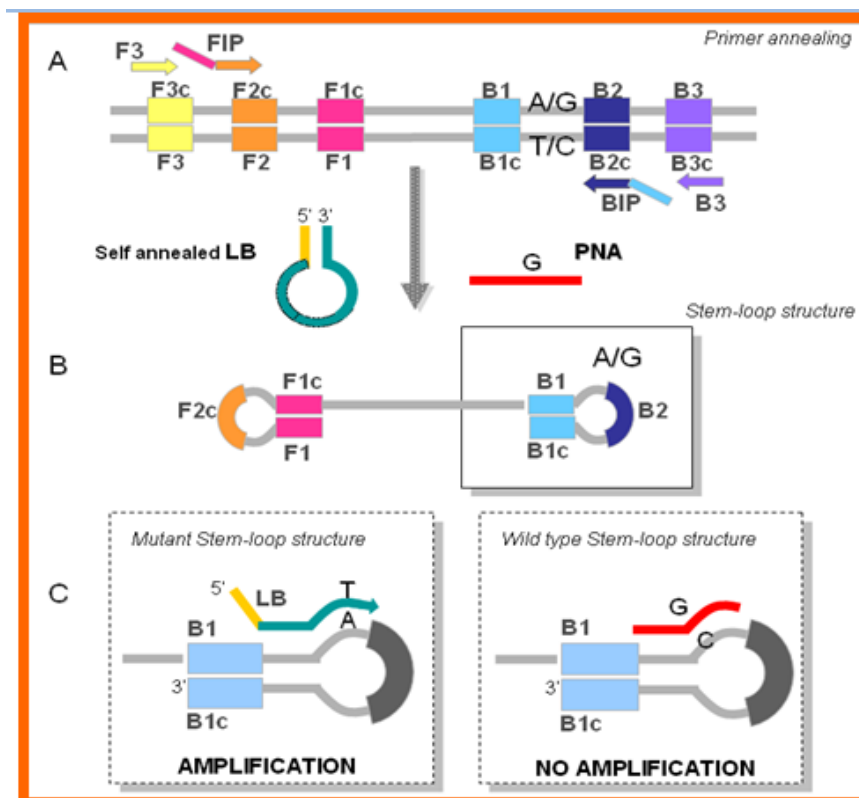 Primer annealing
A
F3
FIP
F3c F2c F1c B1 A/G B2 B3
T/C
F3 F2 F1 B1c B2c B3c
BIP B3
5' 3'
Self annealed LB
G PNA
Stem-loop structure
B
A/G
F1c B1
F2c B2
F1 B1c
C
Mutant Stem-loop structure
5'
LB
T
A
B1
3'
B1c
AMPLIFICATION
Wild type Stem-loop structure
G
C
B1
3'
B1c
NO AMPLIFICATION